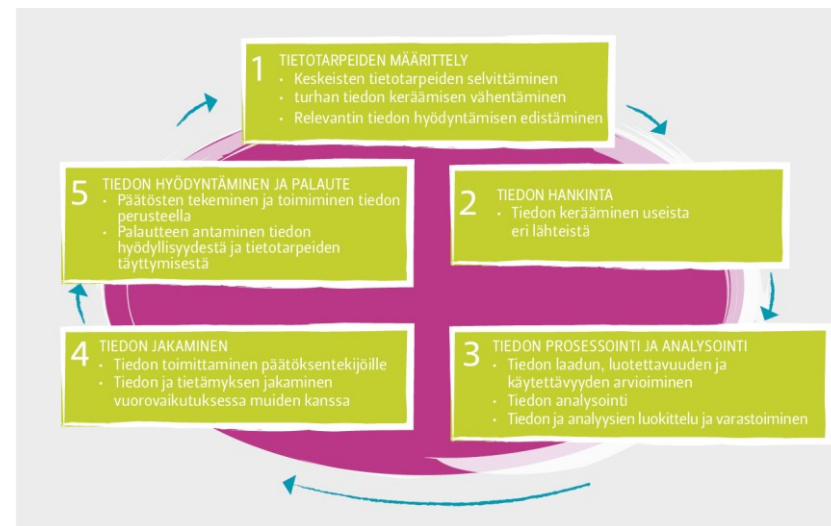 1 TIETOTARPEIDEN MÄÄRITTELY
• Keskeisten tietotarpeiden selvittäminen
• turhan tiedon keräämisen vähentäminen
• Relevantin tiedon hyödyntämisen edistäminen
2 TIEDON HANKINTA
• Tiedon kerääminen useista
eri lähteistä
3 TIEDON PROSESSOINTI JA ANALYSOINTI
• Tiedon laadun, luotettavuuden ja
käytettävyyden arvioiminen
• Tiedon analysointi
• Tiedon ja analyysien luokittelu ja varastoiminen
4 TIEDON JAKAMINEN
• Tiedon toimittaminen päätöksentekijöille
• Tiedon ja tietämyksen jakaminen
vuorovaikutuksessa muiden kanssa
5 TIEDON HYÖDYNTÄMINEN JA PALAUTE
• Päätösten tekeminen ja toimiminen tiedon
perusteella
• Palautteen antaminen tiedon
hyödyllisyydestä ja tietotarpeiden
täyttymisestä